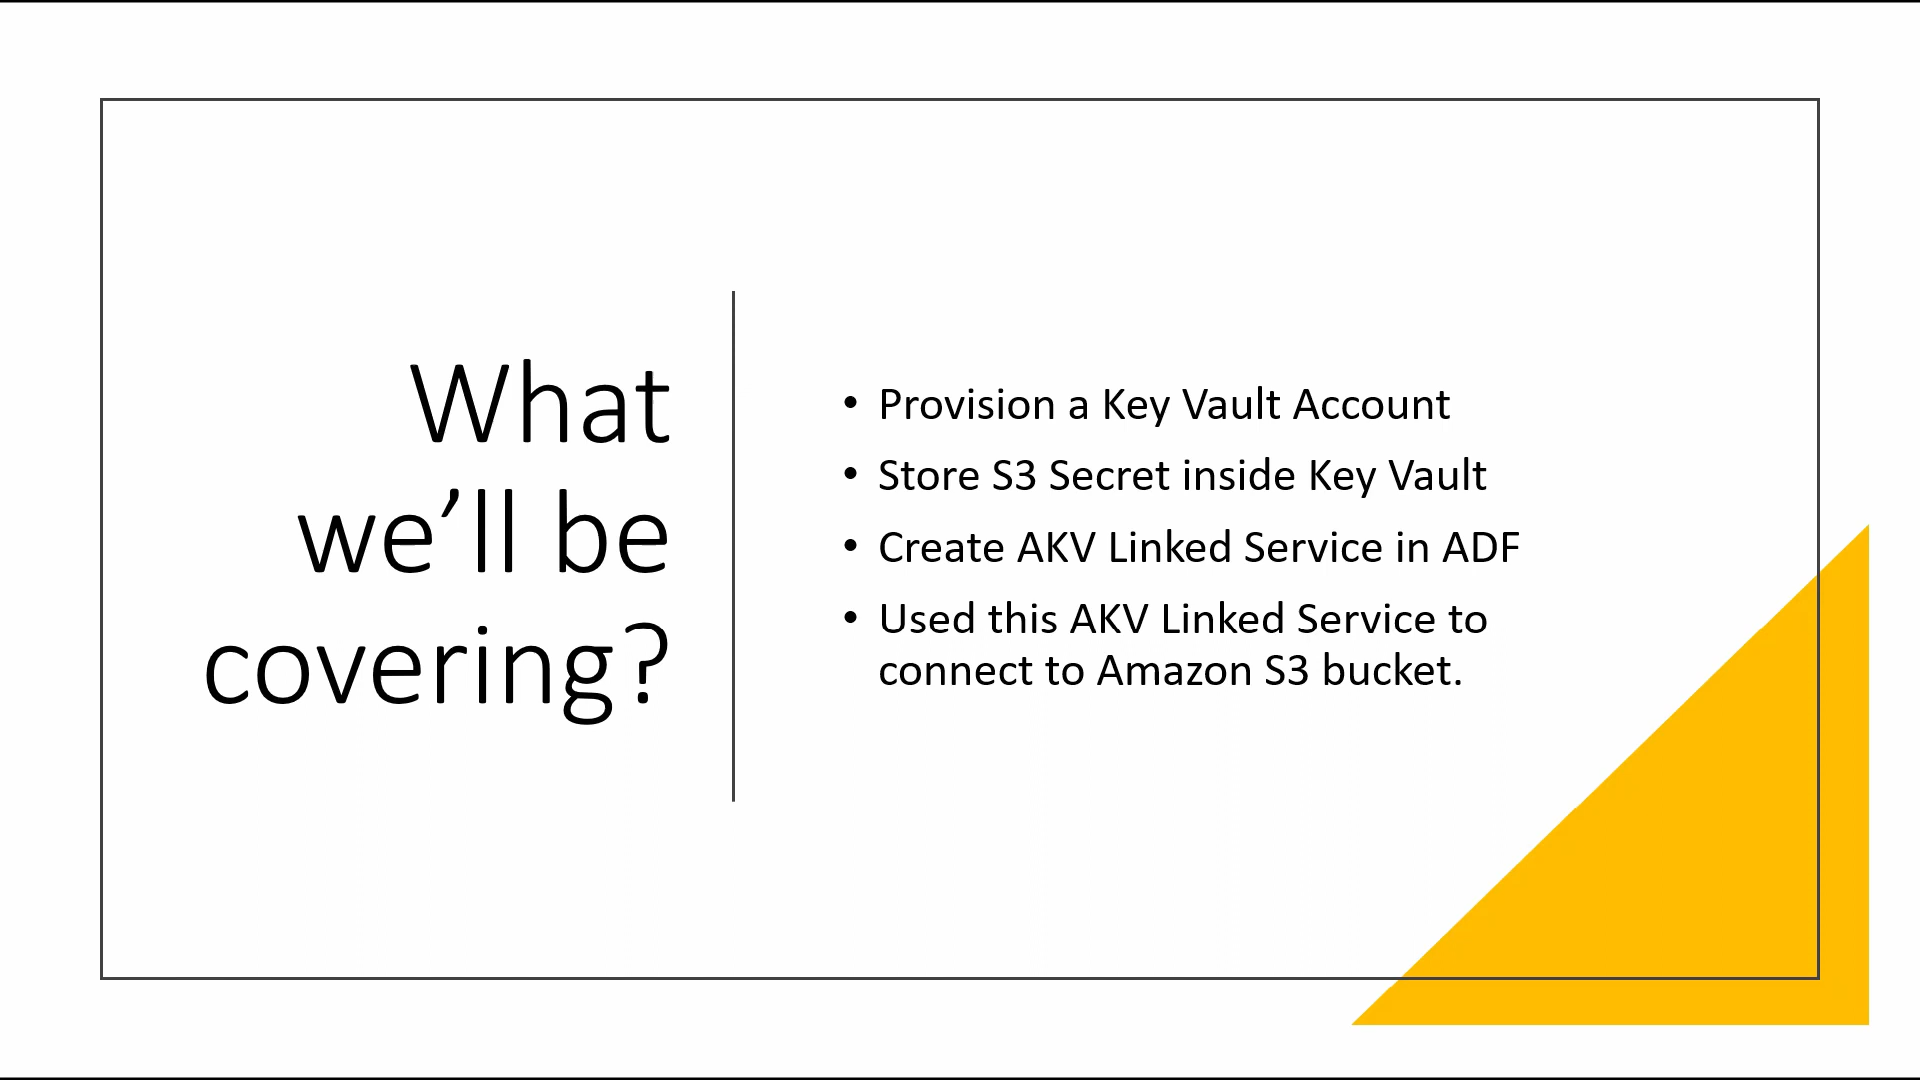 What
we’ll be
covering?
• Provision a Key Vault Account
• Store S3 Secret inside Key Vault
• Create AKV Linked Service in ADF
• Used this AKV Linked Service to
connect to Amazon S3 bucket.